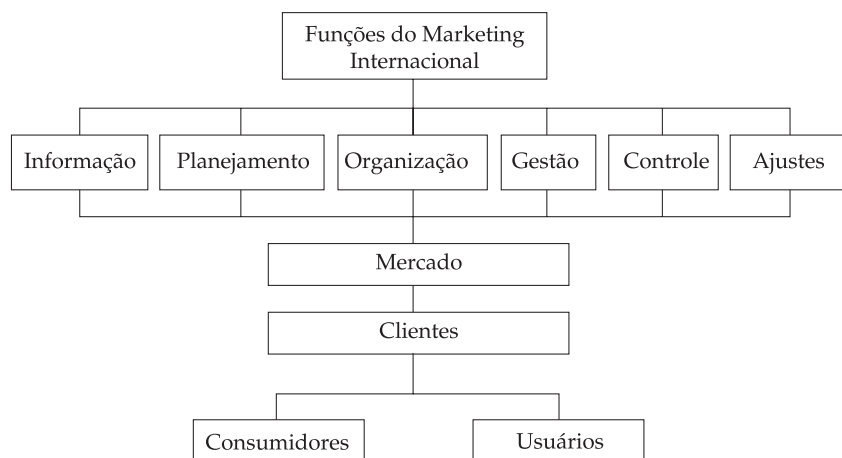 Funções do Marketing
Internacional
Informação
Planejamento
Organização
Gestão
Controle
Ajustes
Mercado
Clientes
Consumidores
Usuários